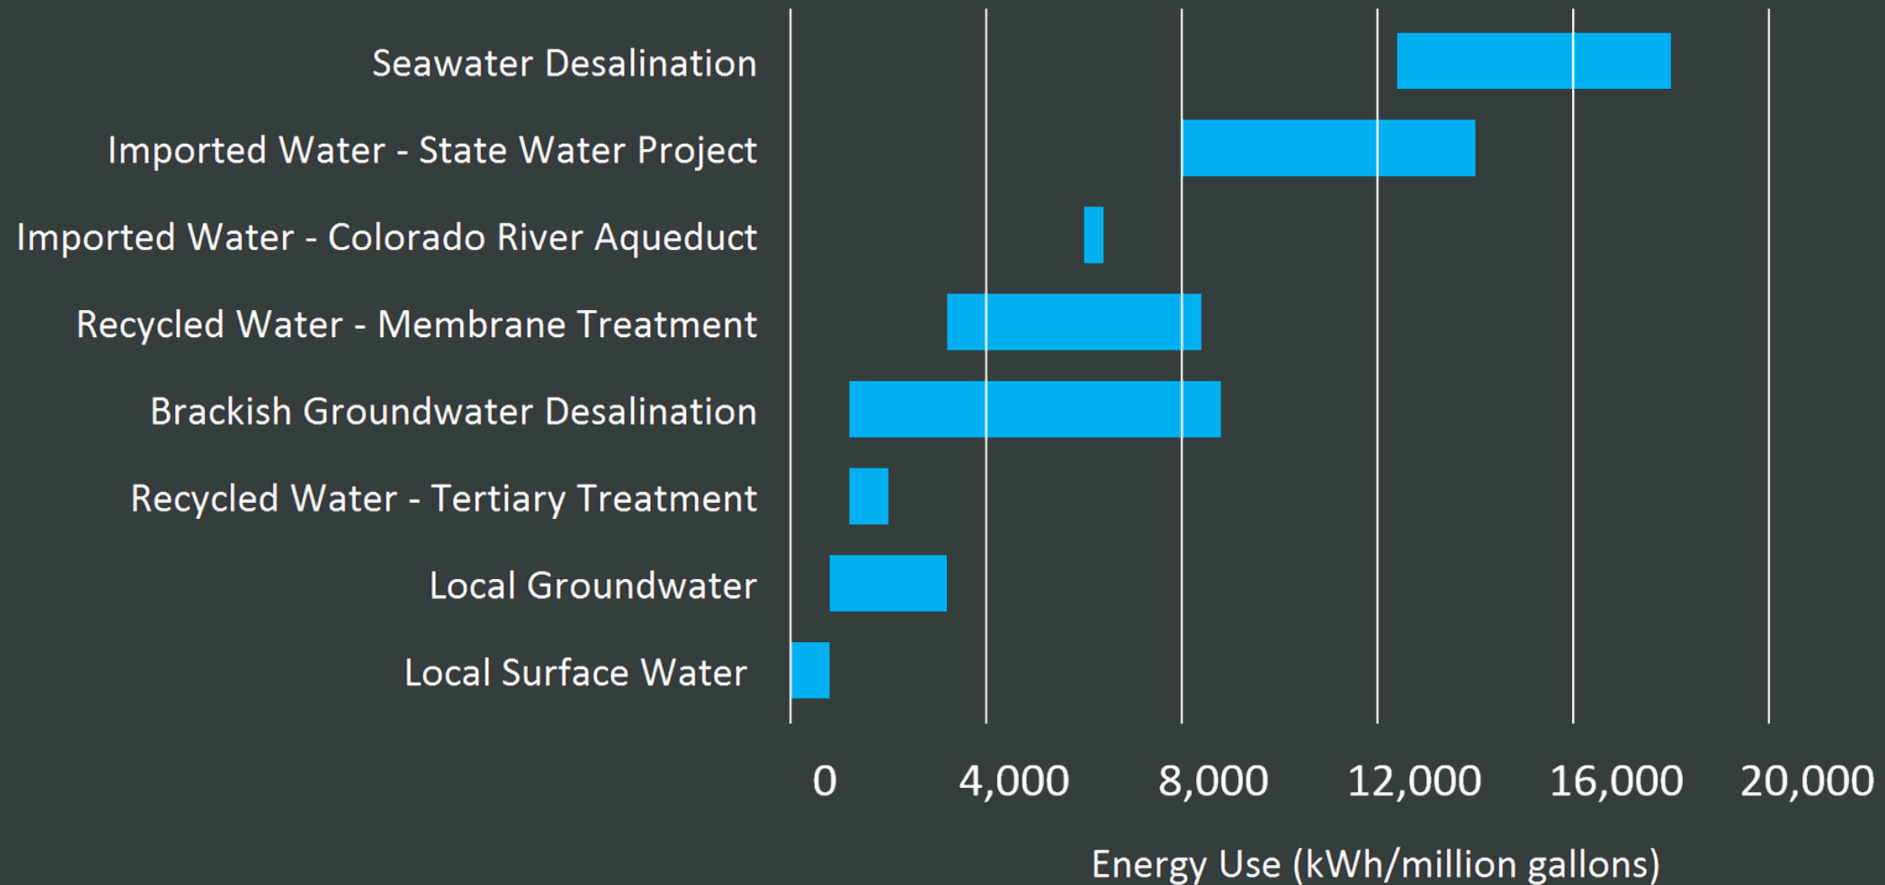 Seawater Desalination
Imported Water - State Water Project
Imported Water - Colorado River Aqueduct
Recycled Water - Membrane Treatment
Brackish Groundwater Desalination
Recycled Water - Tertiary Treatment
Local Groundwater
Local Surface Water
0 4,000 8,000 12,000 16,000 20,000
Energy Use (kWh/million gallons)